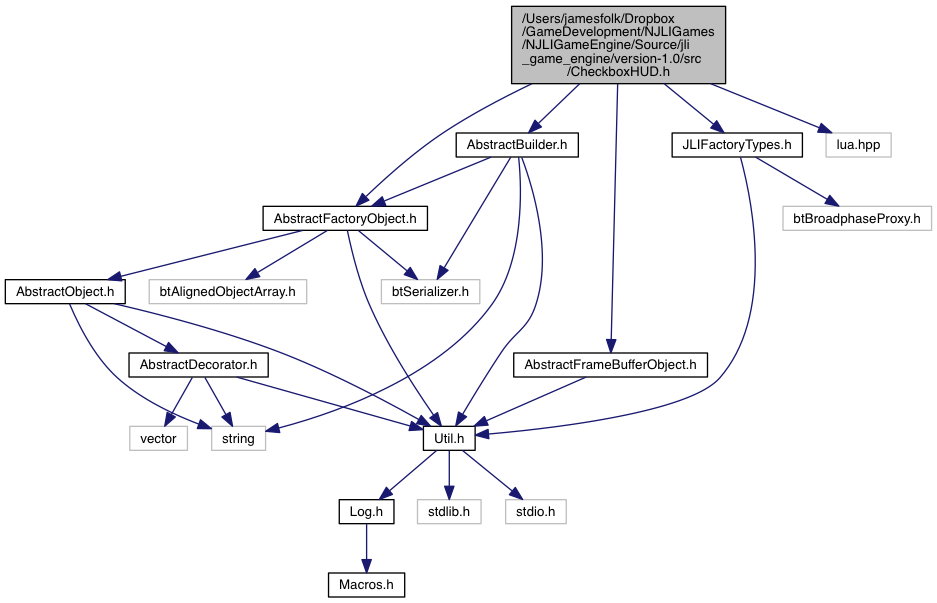 /Users/jamesfolk/Dropbox
/GameDevelopment/NJLIGames
/NJLIGameEngine/Source/jli
_game_engine/version-1.0/src
/CheckboxHUD.h
AbstractBuilder.h
JLIFactoryTypes.h
lua.hpp
AbstractFactoryObject.h
btBroadphaseProxy.h
AbstractObject.h
btAlignedObjectArray.h
btSerializer.h
AbstractDecorator.h
AbstractFrameBufferObject.h
vector
string
Util.h
Log.h
stdlib.h
stdio.h
Macros.h